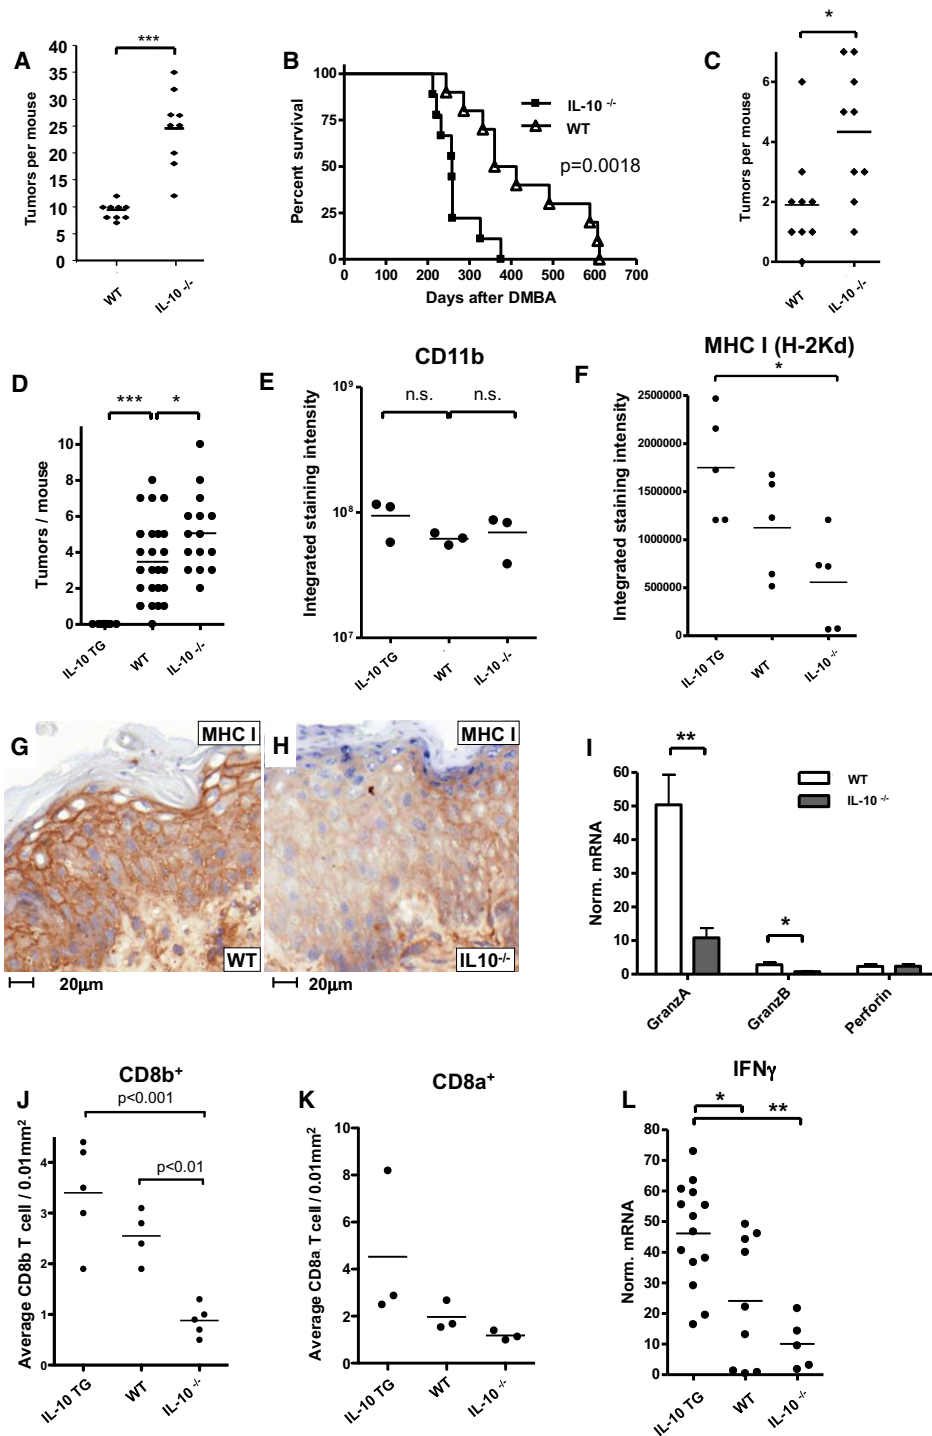 A
***
Tumors per mouse
40
35
30
25
20
15
10
5
0
WT
IL-10 -/-
B
Percent survival
100
75
50
25
0
IL-10 -/-
WT
p=0.0018
0 100 200 300 400 500 600 700
Days after DMBA
C
*
Tumors per mouse
6
4
2
0
WT
IL-10 -/-
D
*** *
Tumors / mouse
10
8
6
4
2
0
IL-10 TG
WT
IL-10 -/-
E
CD11b
n.s. n.s.
Integrated staining intensity
10⁹
10⁸
10⁷
IL-10 TG
WT
IL-10 -/-
F
MHC I (H-2Kd)
*
Integrated staining intensity
2500000
2000000
1500000
1000000
500000
0
IL-10 TG
WT
IL-10 -/-
G
MHC I
WT
20µm
H
MHC I
IL10-/-
20µm
I
**
*
WT
IL-10 -/-
Norm. mRNA
60
50
40
30
20
10
0
GranzA
GranzB
Perforin
J
CD8b⁺
p<0.001
p<0.01
Average CD8b T cell / 0.01mm²
4
3
2
1
0
IL-10 TG
WT
IL-10 -/-
K
CD8a⁺
Average CD8a T cell / 0.01mm²
10
8
6
4
2
0
IL-10 TG
WT
IL-10 -/-
L
IFNγ
*
**
Norm. mRNA
80
70
60
50
40
30
20
10
0
IL-10 TG
WT
IL-10 -/-